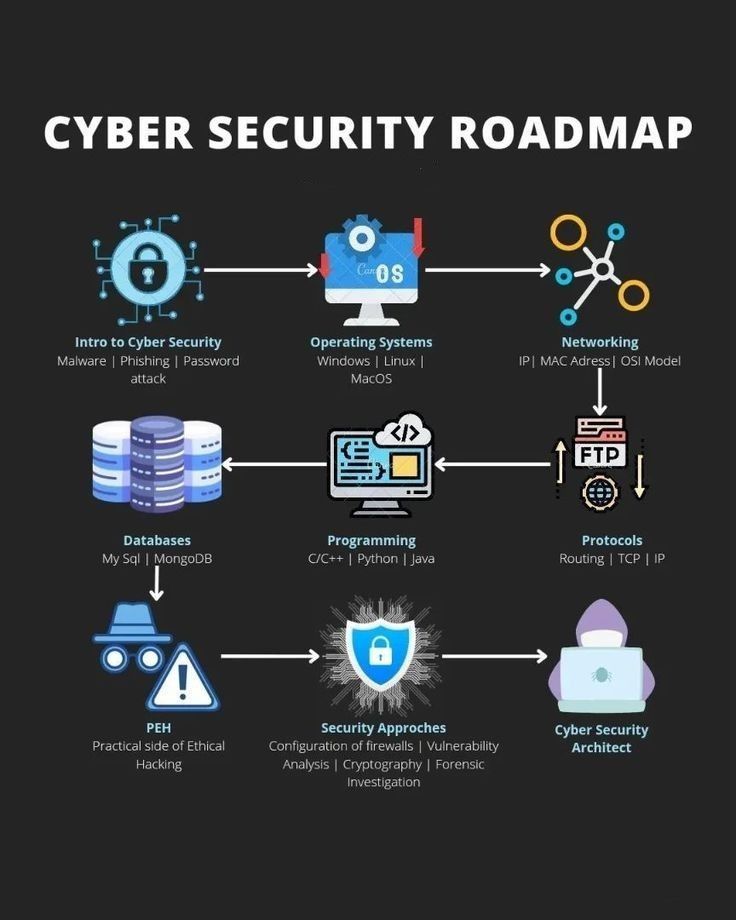 CYBER SECURITY ROADMAP
Canva
OS
Intro to Cyber Security
Malware | Phishing | Password
attack
Operating Systems
Windows | Linux |
MacOS
Networking
IP| MAC Adress| OSI Model
</>
FTP
Databases
My Sql | MongoDB
Programming
C/C++ | Python | Java
Protocols
Routing | TCP | IP
PEH
Practical side of Ethical
Hacking
Security Approches
Configuration of firewalls | Vulnerability
Analysis | Cryptography | Forensic
Investigation
Cyber Security
Architect